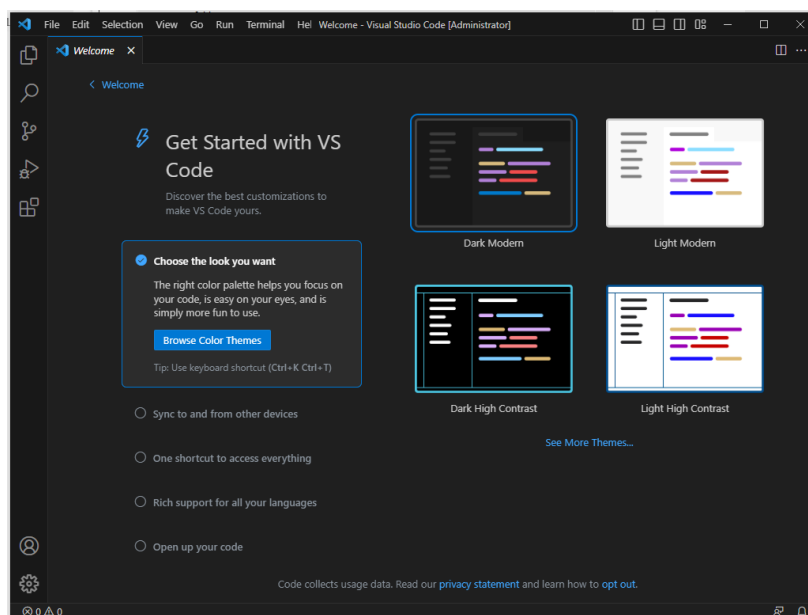 File Edit Selection View Go Run Terminal Hel Welcome - Visual Studio Code [Administrator]
Welcome
Welcome
Get Started with VS
Code
Discover the best customizations to
make VS Code yours.
Choose the look you want
The right color palette helps you focus on
your code, is easy on your eyes, and is
simply more fun to use.
Browse Color Themes
Tip: Use keyboard shortcut (Ctrl+K Ctrl+T)
Sync to and from other devices
One shortcut to access everything
Rich support for all your languages
Open up your code
Dark Modern
Light Modern
Dark High Contrast
Light High Contrast
See More Themes...
Code collects usage data. Read our privacy statement and learn how to opt out.
0 0